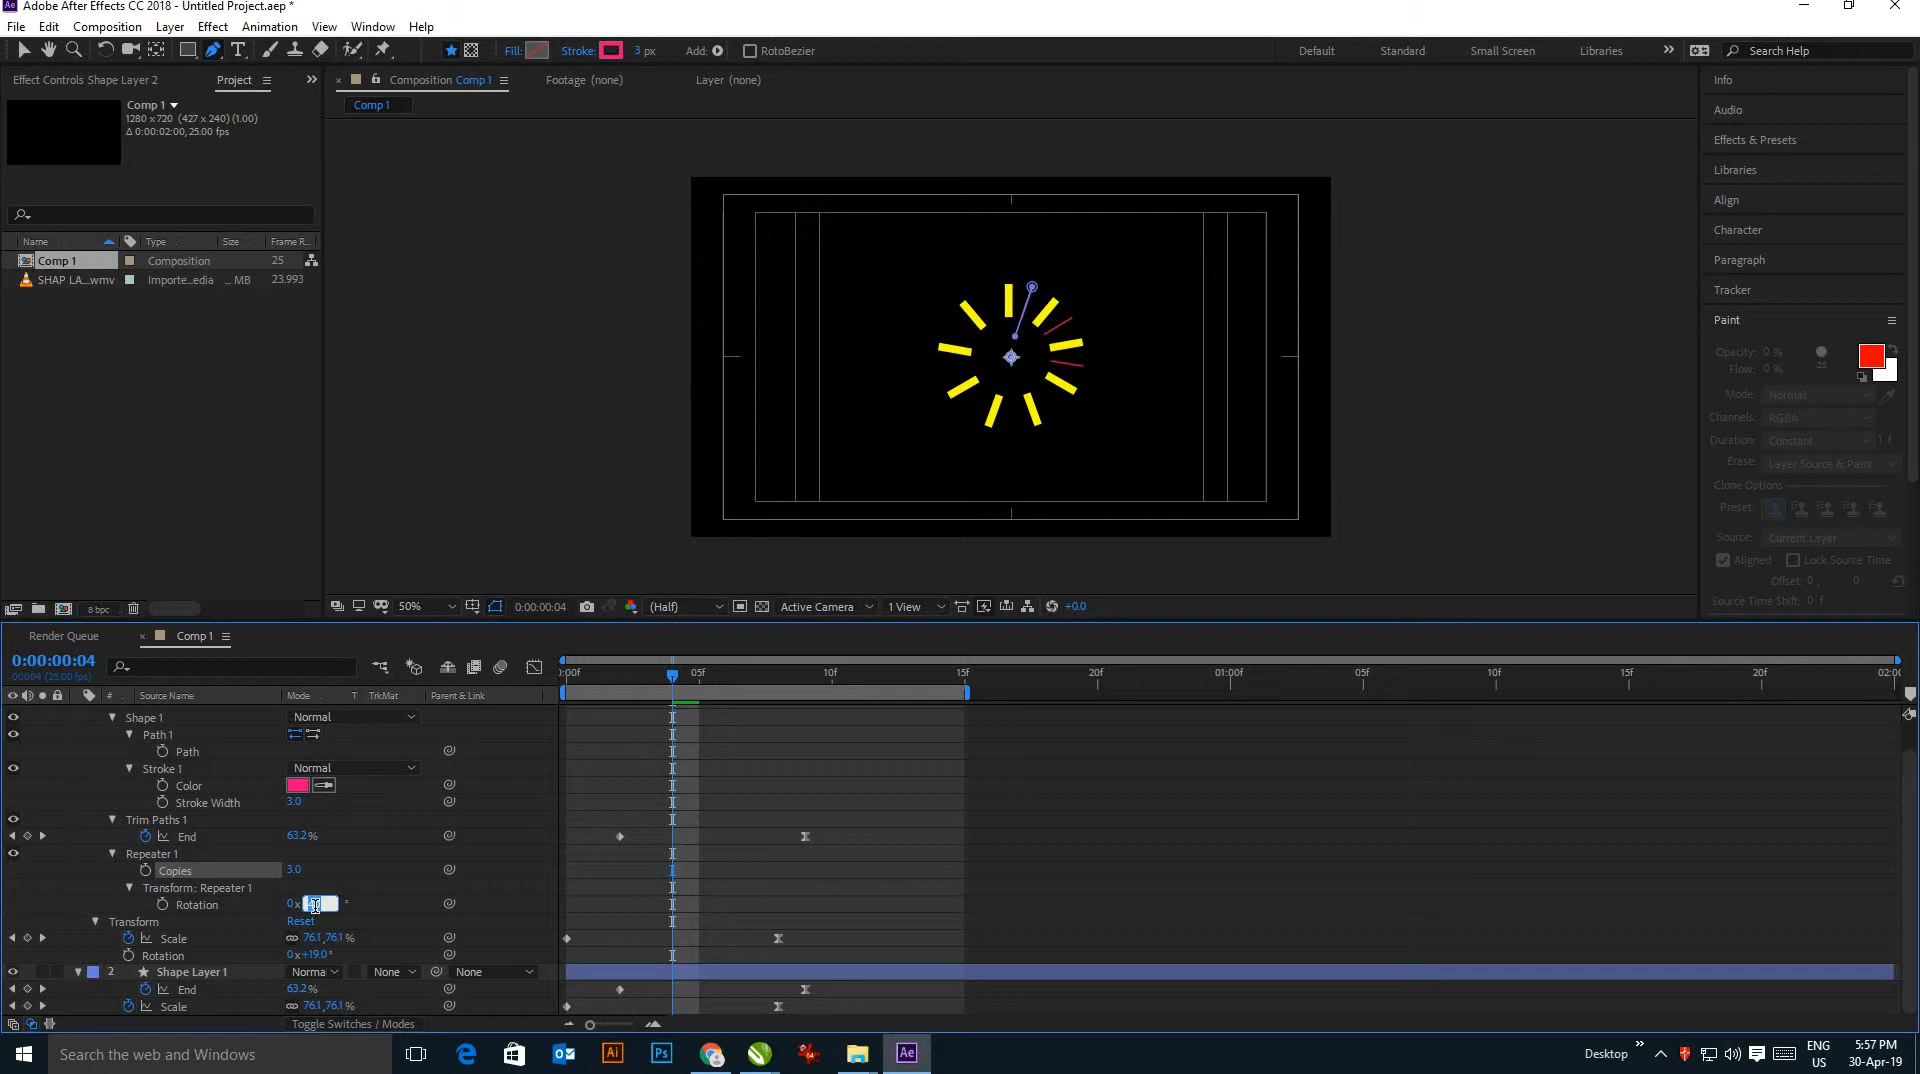 Adobe After Effects CC 2018 - Untitled Project.aep *
File Edit Composition Layer Effect Animation View Window Help
Fill: Stroke: 3 px Add: RotoBezier Default Standard Small Screen Libraries Search Help
Effect Controls Shape Layer 2 Project Composition Comp 1 Footage (none) Layer (none) Info
Comp 1
1280 x 720 (427 x 240) (1.00)
Δ 0:00:02:00, 25.00 fps
Comp 1
Audio
Effects & Presets
Libraries
Align
Character
Paragraph
Tracker
Paint
Name Type Size Frame R...
Comp 1 Composition 25
SHAP LA...wmv Importe...edia ... MB 23.993
Opacity: 0 %
Flow: 0 %
25
Mode: Normal
Channels: RGBA
Duration: Constant 1 f
Erase: Layer Source & Paint
Clone Options
Preset:
Source: Current Layer
Aligned Lock Source Time
Offset: 0 , 0
Source Time Shift: 0 f
8 bpc
50% 0:00:00:04 (Half) Active Camera 1 View +0.0
Render Queue Comp 1
0:00:00:04
00004 (25.00 fps)
:00f 05f 10f 15f 20f 01:00f 05f 10f 15f 20f 02:00
# Source Name Mode T TrkMat Parent & Link
Shape 1 Normal
Path 1
Path
Stroke 1 Normal
Color
Stroke Width 3.0
Trim Paths 1
End 63.2 %
Repeater 1
Copies 3.0
Transform: Repeater 1
Rotation 0 x °
Transform Reset
Scale 76.1, 76.1 %
Rotation 0 x +19.0 °
2 Shape Layer 1 Norma None None
End 63.2 %
Scale 76.1, 76.1 %
Toggle Switches / Modes
Search the web and Windows
Ai Ps Ae
Desktop ENG US 5:57 PM 30-Apr-19